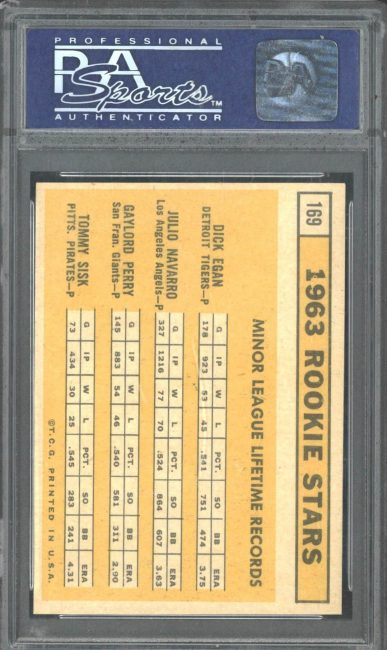 PROFESSIONAL
PSA
Sports™
AUTHENTICATOR
169
1963 ROOKIE STARS
MINOR LEAGUE LIFETIME RECORDS
DICK EGAN
DETROIT TIGERS—P
G IP W L PCT. SO BB ERA
178 923 53 45 .541 751 474 3.75
JULIO NAVARRO
Los Angeles Angels—P
G IP W L PCT. SO BB ERA
327 1216 77 70 .524 864 607 3.63
GAYLORD PERRY
San Fran. Giants—P
G IP W L PCT. SO BB ERA
145 883 54 46 .540 581 311 2.90
TOMMY SISK
PITTS. PIRATES—P
G IP W L PCT. SO BB ERA
73 434 30 25 .545 283 241 4.31
©T.C.G. PRINTED IN U.S.A.